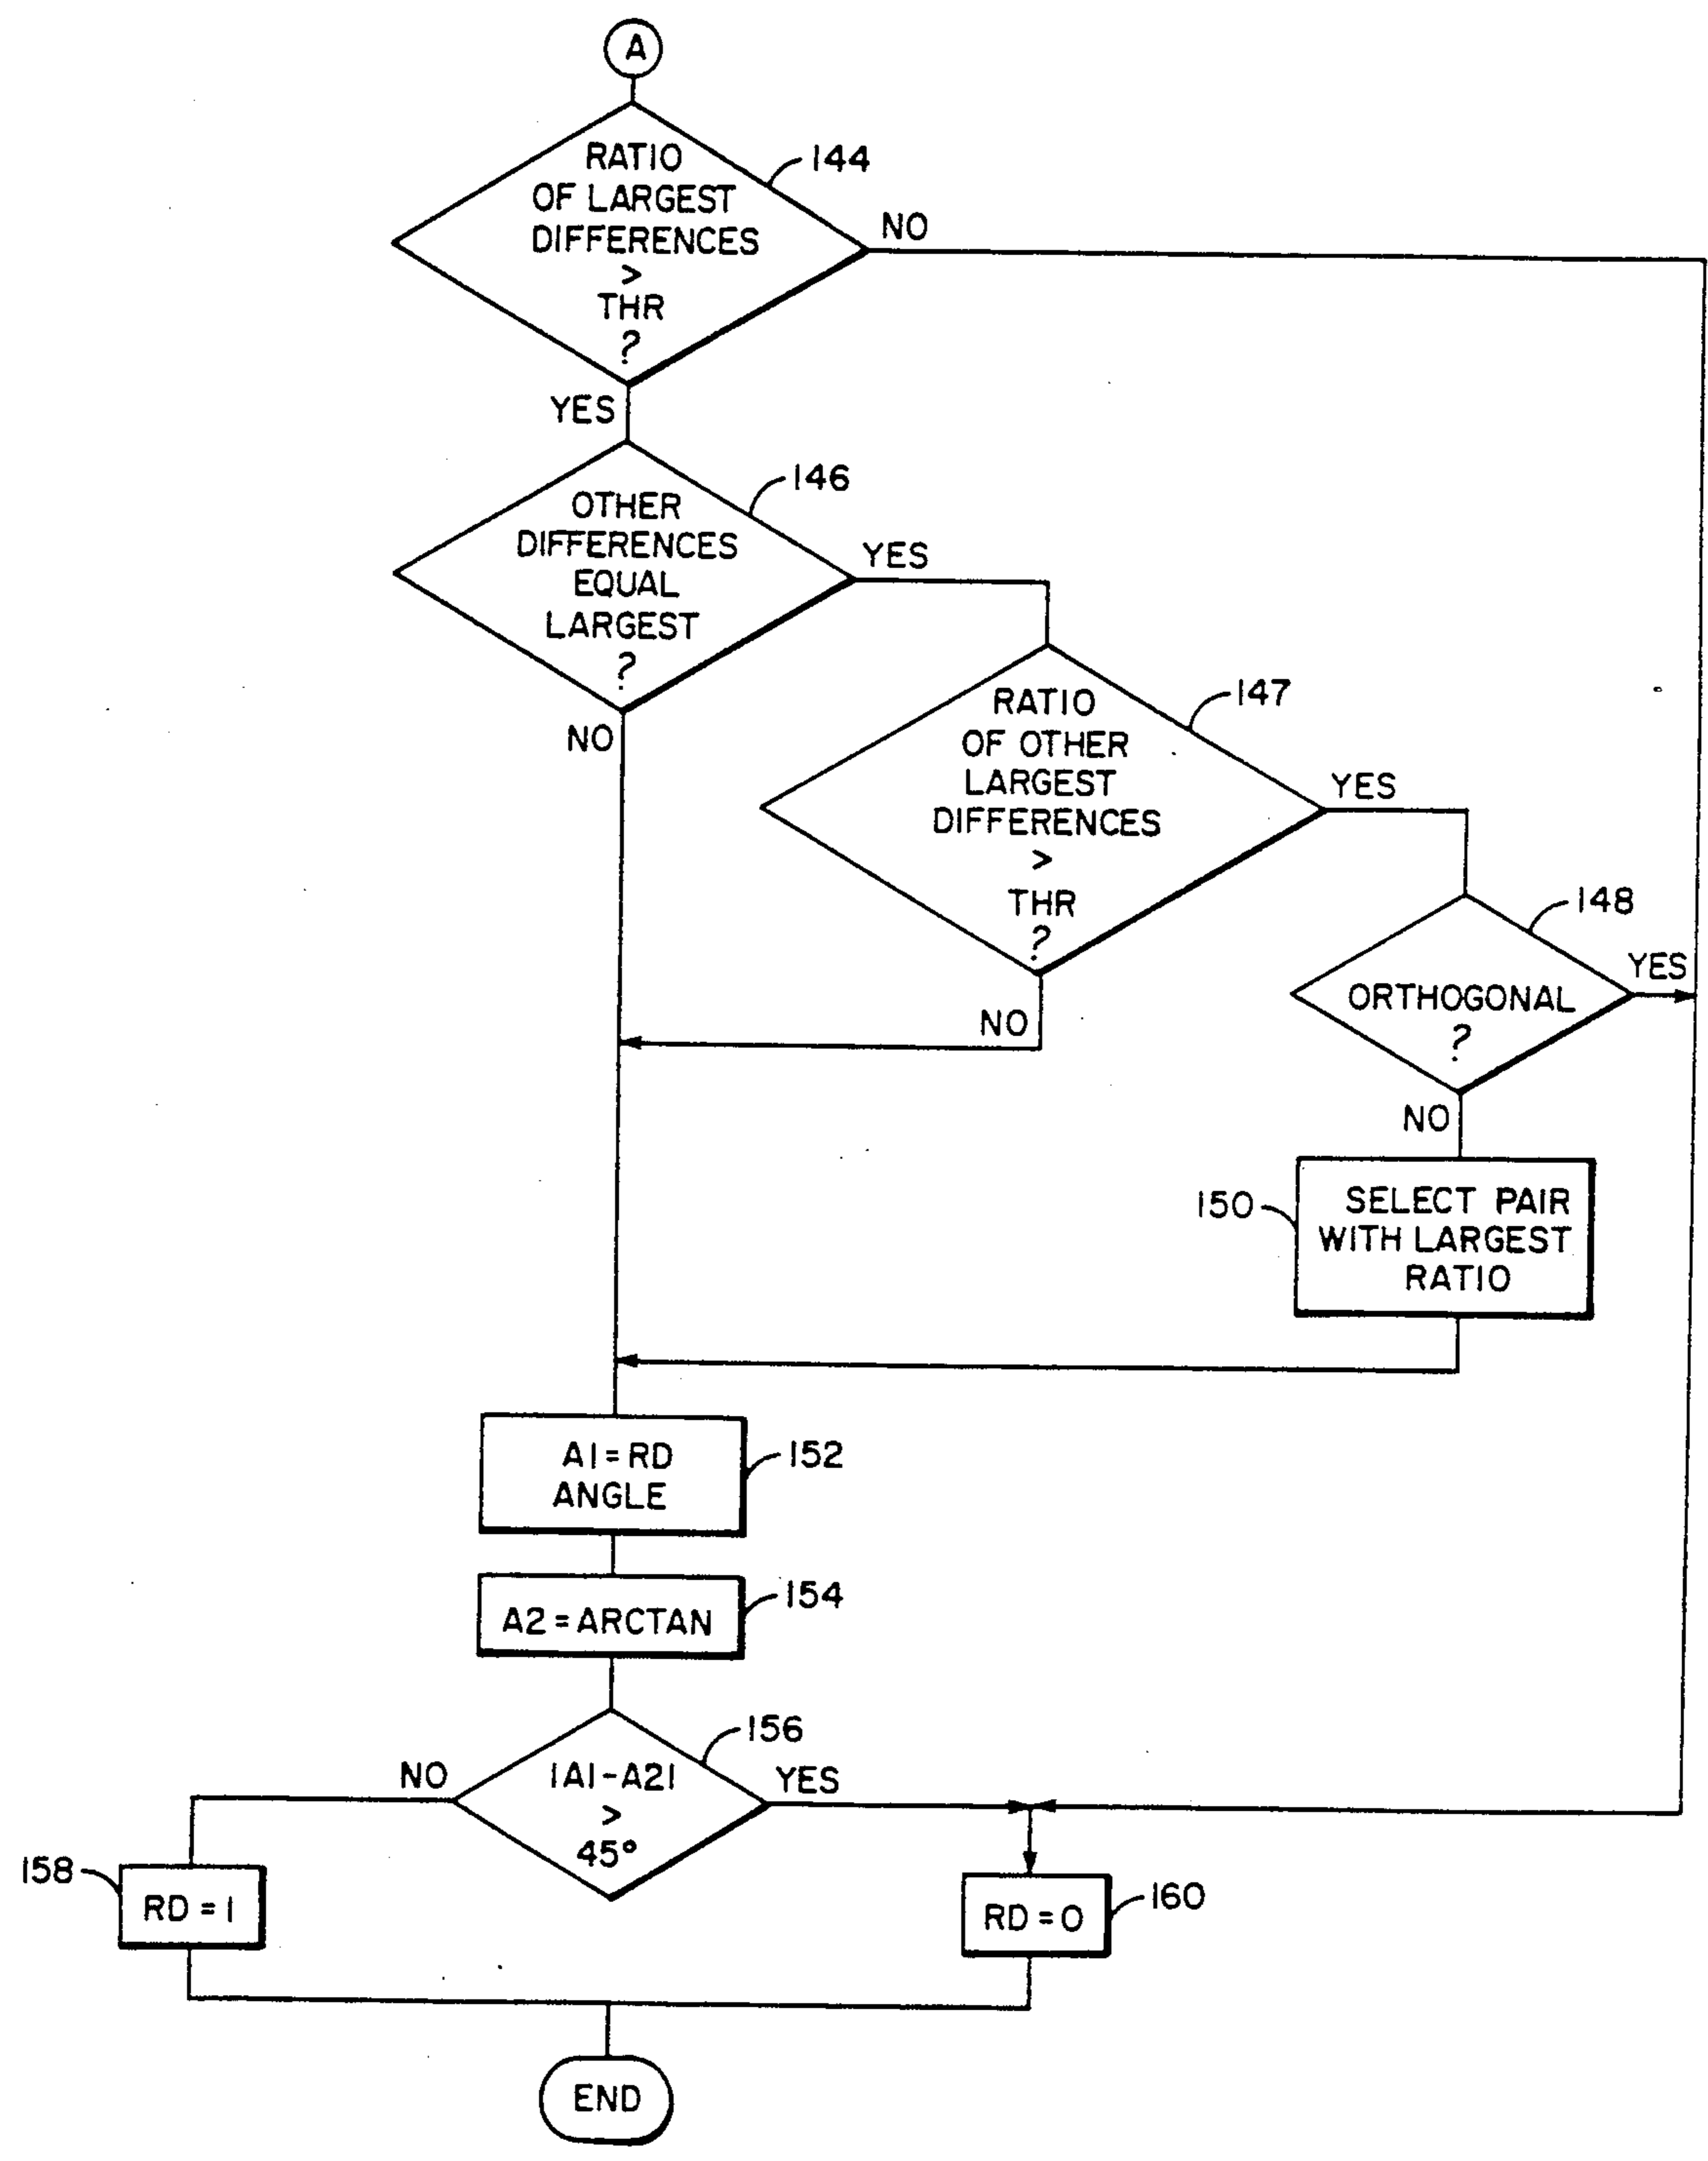 A
RATIO
OF LARGEST
DIFFERENCES
>
THR
?
144
NO
YES
OTHER
DIFFERENCES
EQUAL
LARGEST
?
146
YES
NO
RATIO
OF OTHER
LARGEST
DIFFERENCES
>
THR
?
147
YES
NO
ORTHOGONAL
?
148
YES
NO
150
SELECT PAIR
WITH LARGEST
RATIO
A1=RD
ANGLE
152
A2=ARCTAN
154
|A1-A2|
>
45°
156
NO
YES
158
RD=1
RD=0
160
END